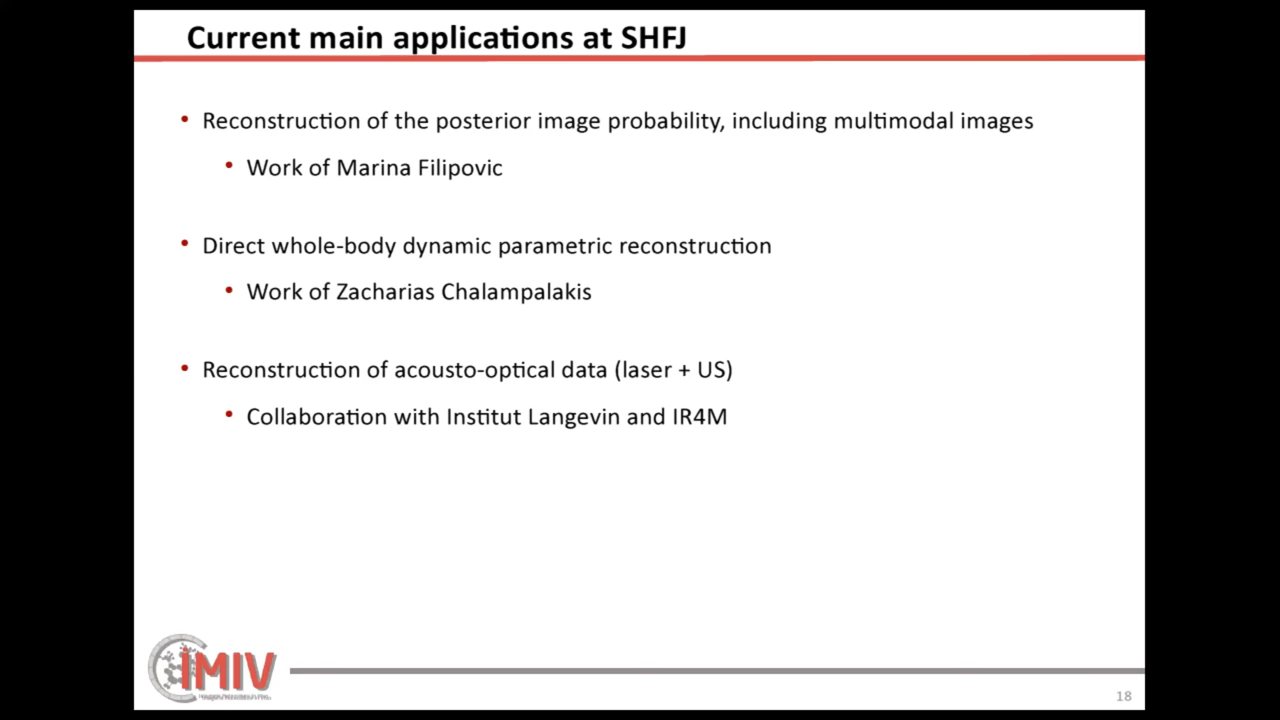 Current main applications at SHFJ
• Reconstruction of the posterior image probability, including multimodal images
• Work of Marina Filipovic
• Direct whole-body dynamic parametric reconstruction
• Work of Zacharias Chalampalakis
• Reconstruction of acousto-optical data (laser + US)
• Collaboration with Institut Langevin and IR4M
IMIV
18